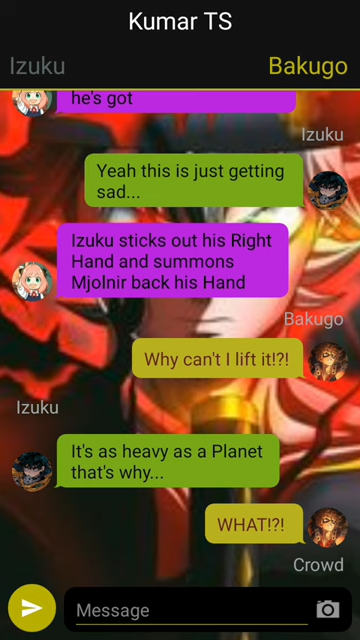 Kumar TS
Izuku
Bakugo
he's got
Izuku
Yeah this is just getting
sad...
Izuku sticks out his Right
Hand and summons
Mjolnir back his Hand
Bakugo
Why can't I lift it!?!
Izuku
It's as heavy as a Planet
that's why...
WHAT!?!
Crowd
Message